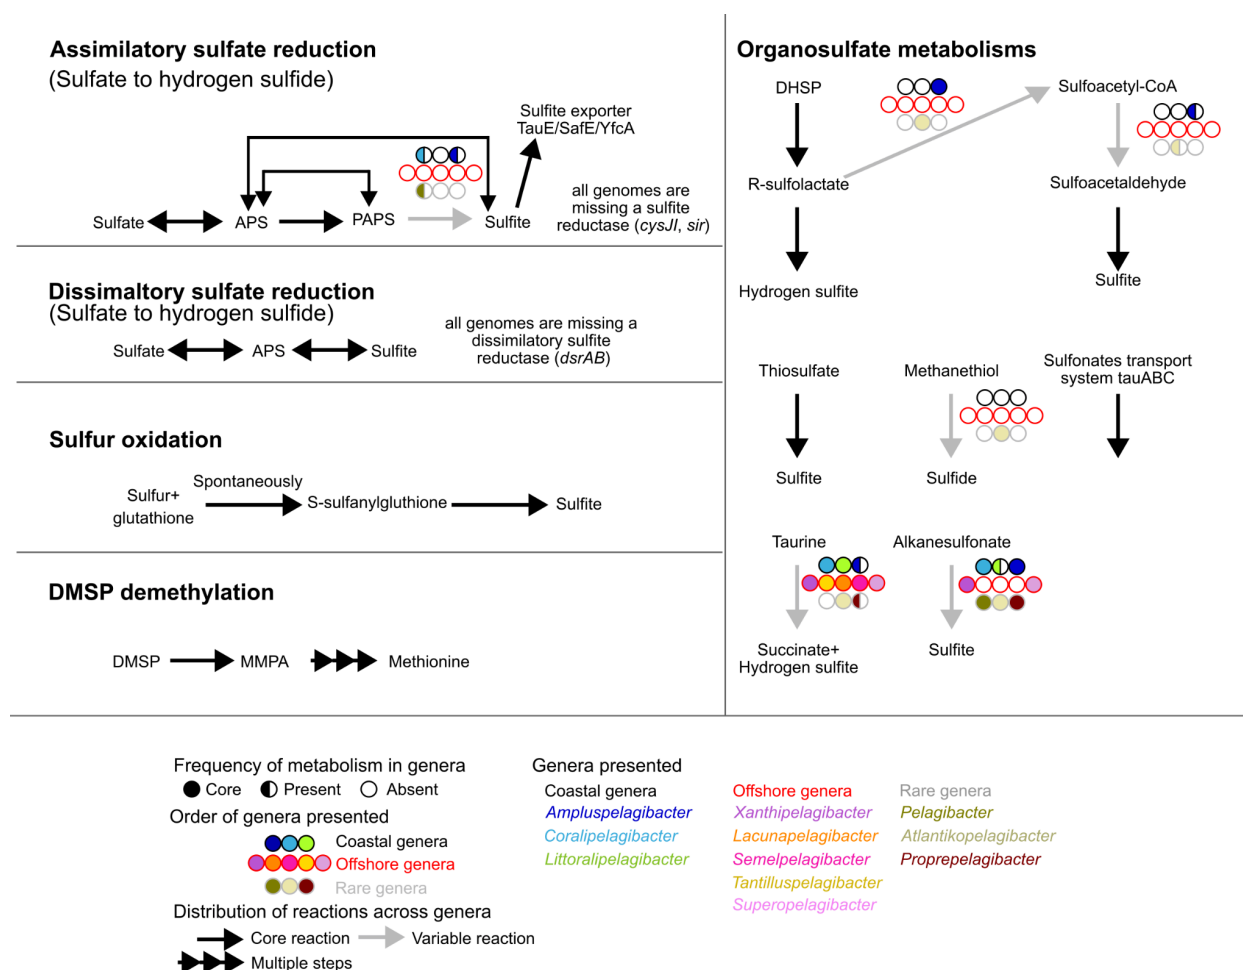 Assimilatory sulfate reduction
(Sulfate to hydrogen sulfide)
Sulfite exporter
TauE/SafE/YfcA
all genomes are
missing a sulfite
reductase (cysJI, sir)
Sulfate
APS
PAPS
Sulfite
Dissimaltory sulfate reduction
(Sulfate to hydrogen sulfide)
all genomes are missing a
dissimilatory sulfite
reductase (dsrAB)
Sulfate
APS
Sulfite
Sulfur oxidation
Sulfur+
glutathione
Spontaneously
S-sulfanylgluthione
Sulfite
DMSP demethylation
DMSP
MMPA
Methionine
Organosulfate metabolisms
DHSP
Sulfoacetyl-CoA
R-sulfolactate
Sulfoacetaldehyde
Hydrogen sulfite
Sulfite
Thiosulfate
Methanethiol
Sulfonates transport
system tauABC
Sulfite
Sulfide
Taurine
Alkanesulfonate
Succinate+
Hydrogen sulfite
Sulfite
Frequency of metabolism in genera
Core
Present
Absent
Order of genera presented
Coastal genera
Offshore genera
Rare genera
Distribution of reactions across genera
Core reaction
Variable reaction
Multiple steps
Genera presented
Coastal genera
Ampluspelagibacter
Coralipelagibacter
Littoralipelagibacter
Offshore genera
Xanthipelagibacter
Lacunapelagibacter
Semelpelagibacter
Tantilluspelagibacter
Superopelagibacter
Rare genera
Pelagibacter
Atlantikopelagibacter
Proprepelagibacter